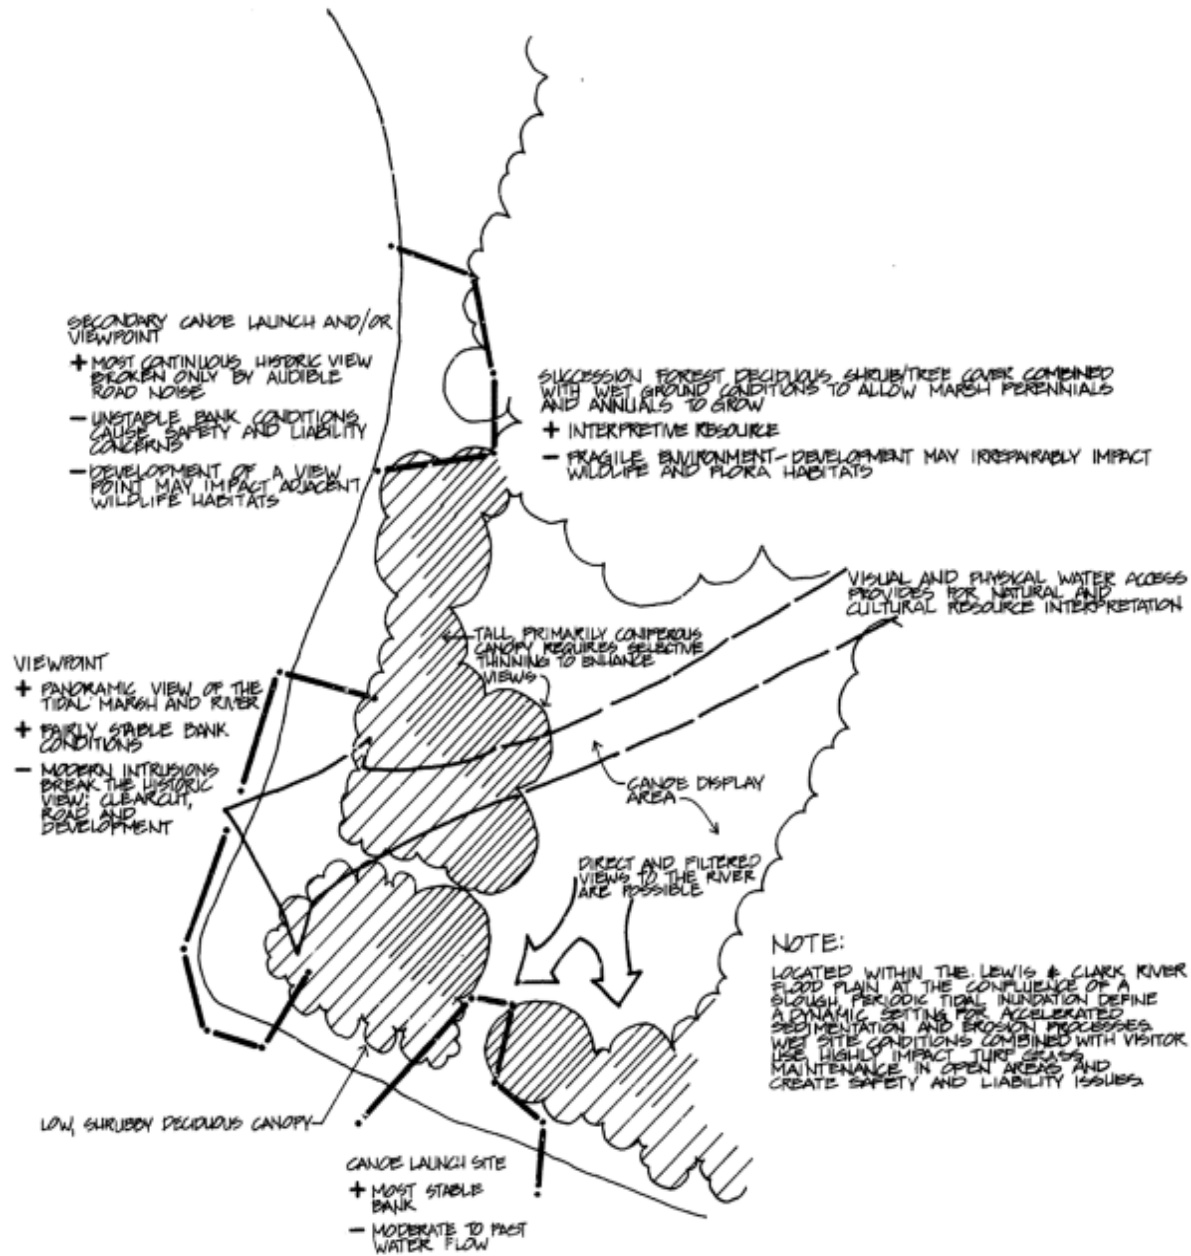 SECONDARY CANOE LAUNCH AND/OR
VIEWPOINT
+ MOST CONTINUOUS HISTORIC VIEW
BROKEN ONLY BY AUDIBLE
ROAD NOISE
- UNSTABLE BANK CONDITIONS
CAUSE SAFETY AND LIABILITY
CONCERNS
- DEVELOPMENT OF A VIEW
POINT MAY IMPACT ADJACENT
WILDLIFE HABITATS
SUCCESSION FOREST DECIDUOUS SHRUB/TREE COVER COMBINED
WITH WET GROUND CONDITIONS TO ALLOW MARSH PERENNIALS
AND ANNUALS TO GROW
+ INTERPRETIVE RESOURCE
- FRAGILE ENVIRONMENT-DEVELOPMENT MAY IRREPAIRABLY IMPACT
WILDLIFE AND FLORA HABITATS
VISUAL AND PHYSICAL WATER ACCESS
PROVIDES FOR NATURAL AND
CULTURAL RESOURCE INTERPRETATION
TALL, PRIMARILY CONIFEROUS
CANOPY REQUIRES SELECTIVE
THINNING TO ENHANCE
VIEWS
VIEWPOINT
+ PANORAMIC VIEW OF THE
TIDAL MARSH AND RIVER
+ FAIRLY STABLE BANK
CONDITIONS
- MODERN INTRUSIONS
BREAK THE HISTORIC
VIEW: CLEARCUT,
ROAD AND
DEVELOPMENT
CANOE DISPLAY
AREA
DIRECT AND FILTERED
VIEWS TO THE RIVER
ARE POSSIBLE
NOTE:
LOCATED WITHIN THE LEWIS & CLARK RIVER
FLOOD PLAIN AT THE CONFLUENCE OF A
SLOUGH, PERIODIC TIDAL INUNDATION DEFINE
A DYNAMIC SETTING FOR ACCELERATED
SEDIMENTATION AND EROSION PROCESSES.
WET SITE CONDITIONS COMBINED WITH VISITOR
USE HIGHLY IMPACT TURF GRASS
MAINTENANCE IN OPEN AREAS AND
CREATE SAFETY AND LIABILITY ISSUES.
LOW, SHRUBBY DECIDUOUS CANOPY
CANOE LAUNCH SITE
+ MOST STABLE
BANK
- MODERATE TO FAST
WATER FLOW